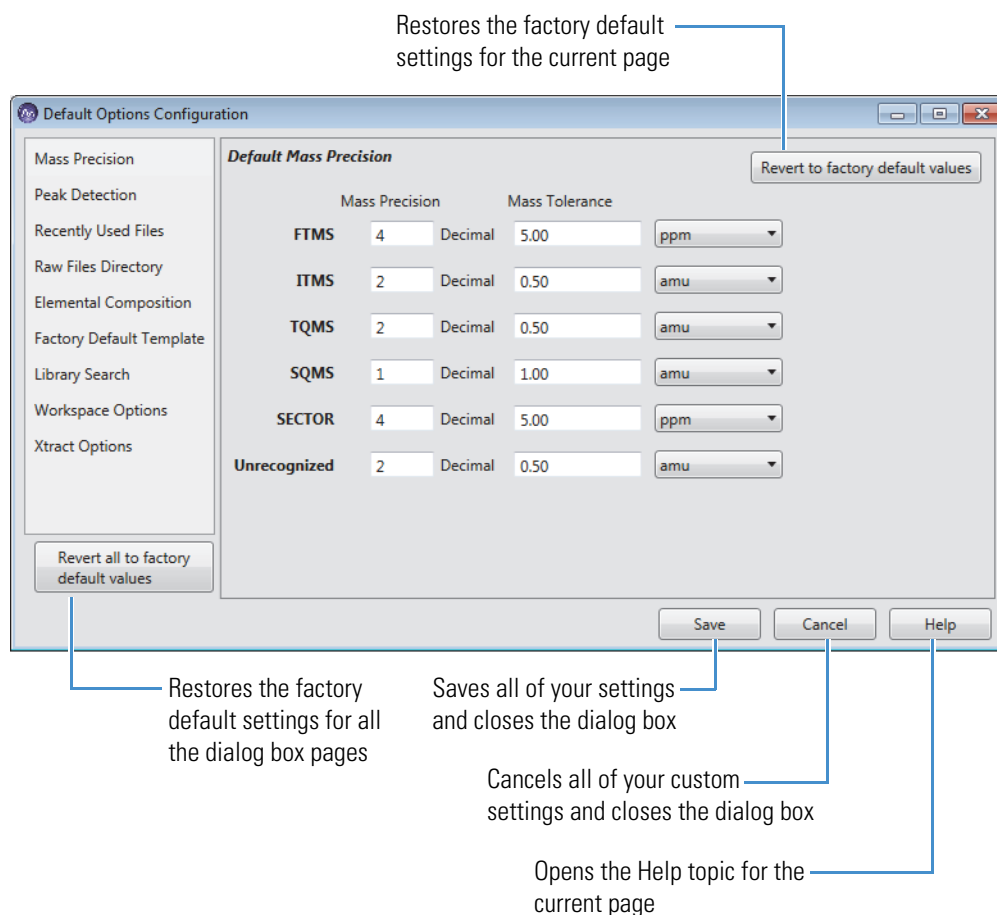 Restores the factory default
settings for the current page
Default Options Configuration
Mass Precision
Peak Detection
Recently Used Files
Raw Files Directory
Elemental Composition
Factory Default Template
Library Search
Workspace Options
Xtract Options
Revert all to factory
default values
Default Mass Precision
Revert to factory default values
Mass Precision Mass Tolerance
FTMS 4 Decimal 5.00 ppm
ITMS 2 Decimal 0.50 amu
TQMS 2 Decimal 0.50 amu
SQMS 1 Decimal 1.00 amu
SECTOR 4 Decimal 5.00 ppm
Unrecognized 2 Decimal 0.50 amu
Save Cancel Help
Restores the factory
default settings for all
the dialog box pages
Saves all of your settings
and closes the dialog box
Cancels all of your custom
settings and closes the dialog box
Opens the Help topic for the
current page